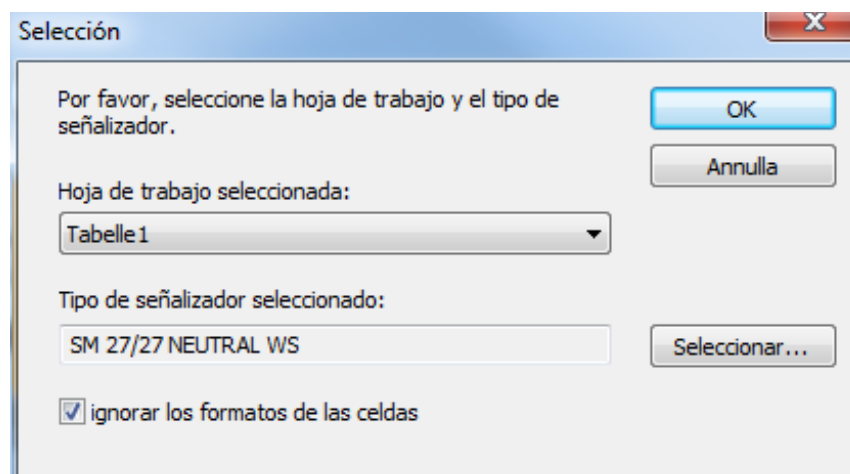 Selección
Por favor, seleccione la hoja de trabajo y el tipo de
señalizador.
OK
Annulla
Hoja de trabajo seleccionada:
Tabelle1
Tipo de señalizador seleccionado:
SM 27/27 NEUTRAL WS
Seleccionar...
ignorar los formatos de las celdas